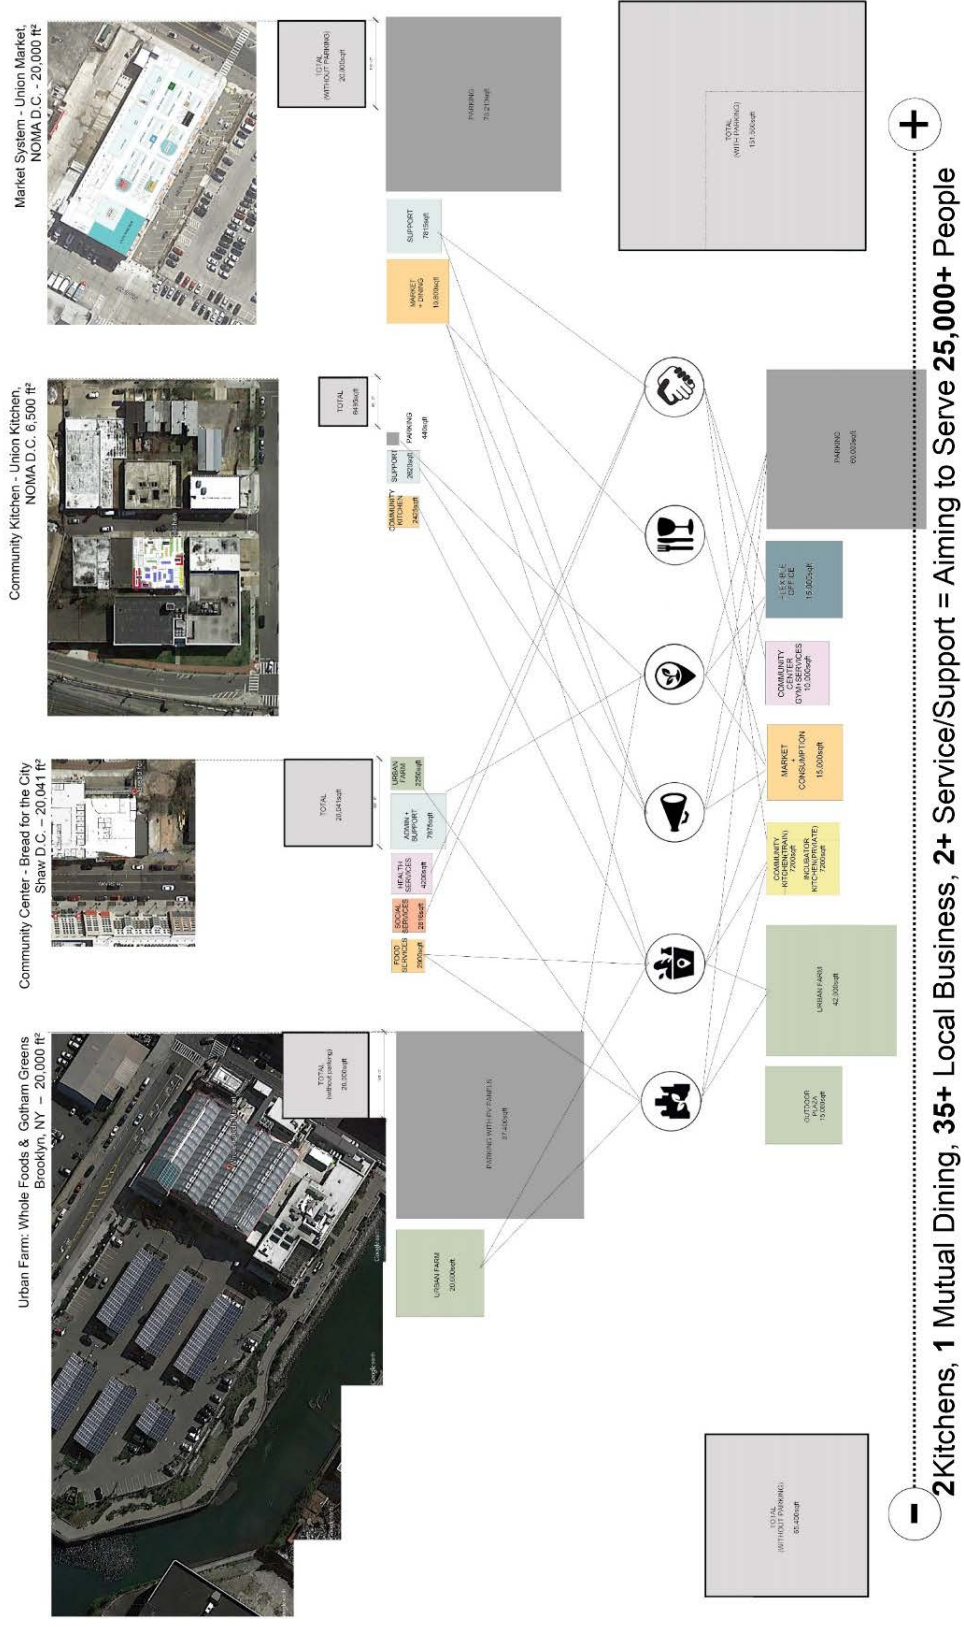 Urban Farm: Whole Foods & Gotham Greens
Brooklyn, NY – 20,000 ft²
Community Center - Bread for the City
Shaw D.C. – 20,041 ft²
Community Kitchen - Union Kitchen,
NOMA D.C. 6,500 ft²
Market System - Union Market,
NOMA D.C. - 20,000 ft²
TOTAL
(without parking)
20,000sqft
TOTAL
20,041sqft
TOTAL
TOTAL
(WITHOUT PARKING)
URBAN FARM
20,000sqft
PARKING WITH PV PANELS
FOOD
SERVICES
SOCIAL
SERVICES
HEALTH
SERVICES
4200sqft
ADMIN +
SUPPORT
URBAN
FARM
COMMUNITY
KITCHEN
SUPPORT
PARKING
440sqft
MARKET
+ DINING
SUPPORT
7815sqft
PARKING
OUTDOOR
PLAZA
15,000sqft
URBAN FARM
42,000sqft
COMMUNITY
KITCHEN(TRAIN)
7200sqft
INCUBATOR
KITCHEN(PRIVATE)
7200sqft
MARKET
+
CONSUMPTION
15,000sqft
COMMUNITY
CENTER
GYM+SERVICES
10,000sqft
FLEXIBLE
OFFICE
15,000sqft
PARKING
TOTAL
(WITHOUT PARKING)
TOTAL
(WITH PARKING)
-
+
2Kitchens, 1 Mutual Dining, 35+ Local Business, 2+ Service/Support = Aiming to Serve 25,000+ People